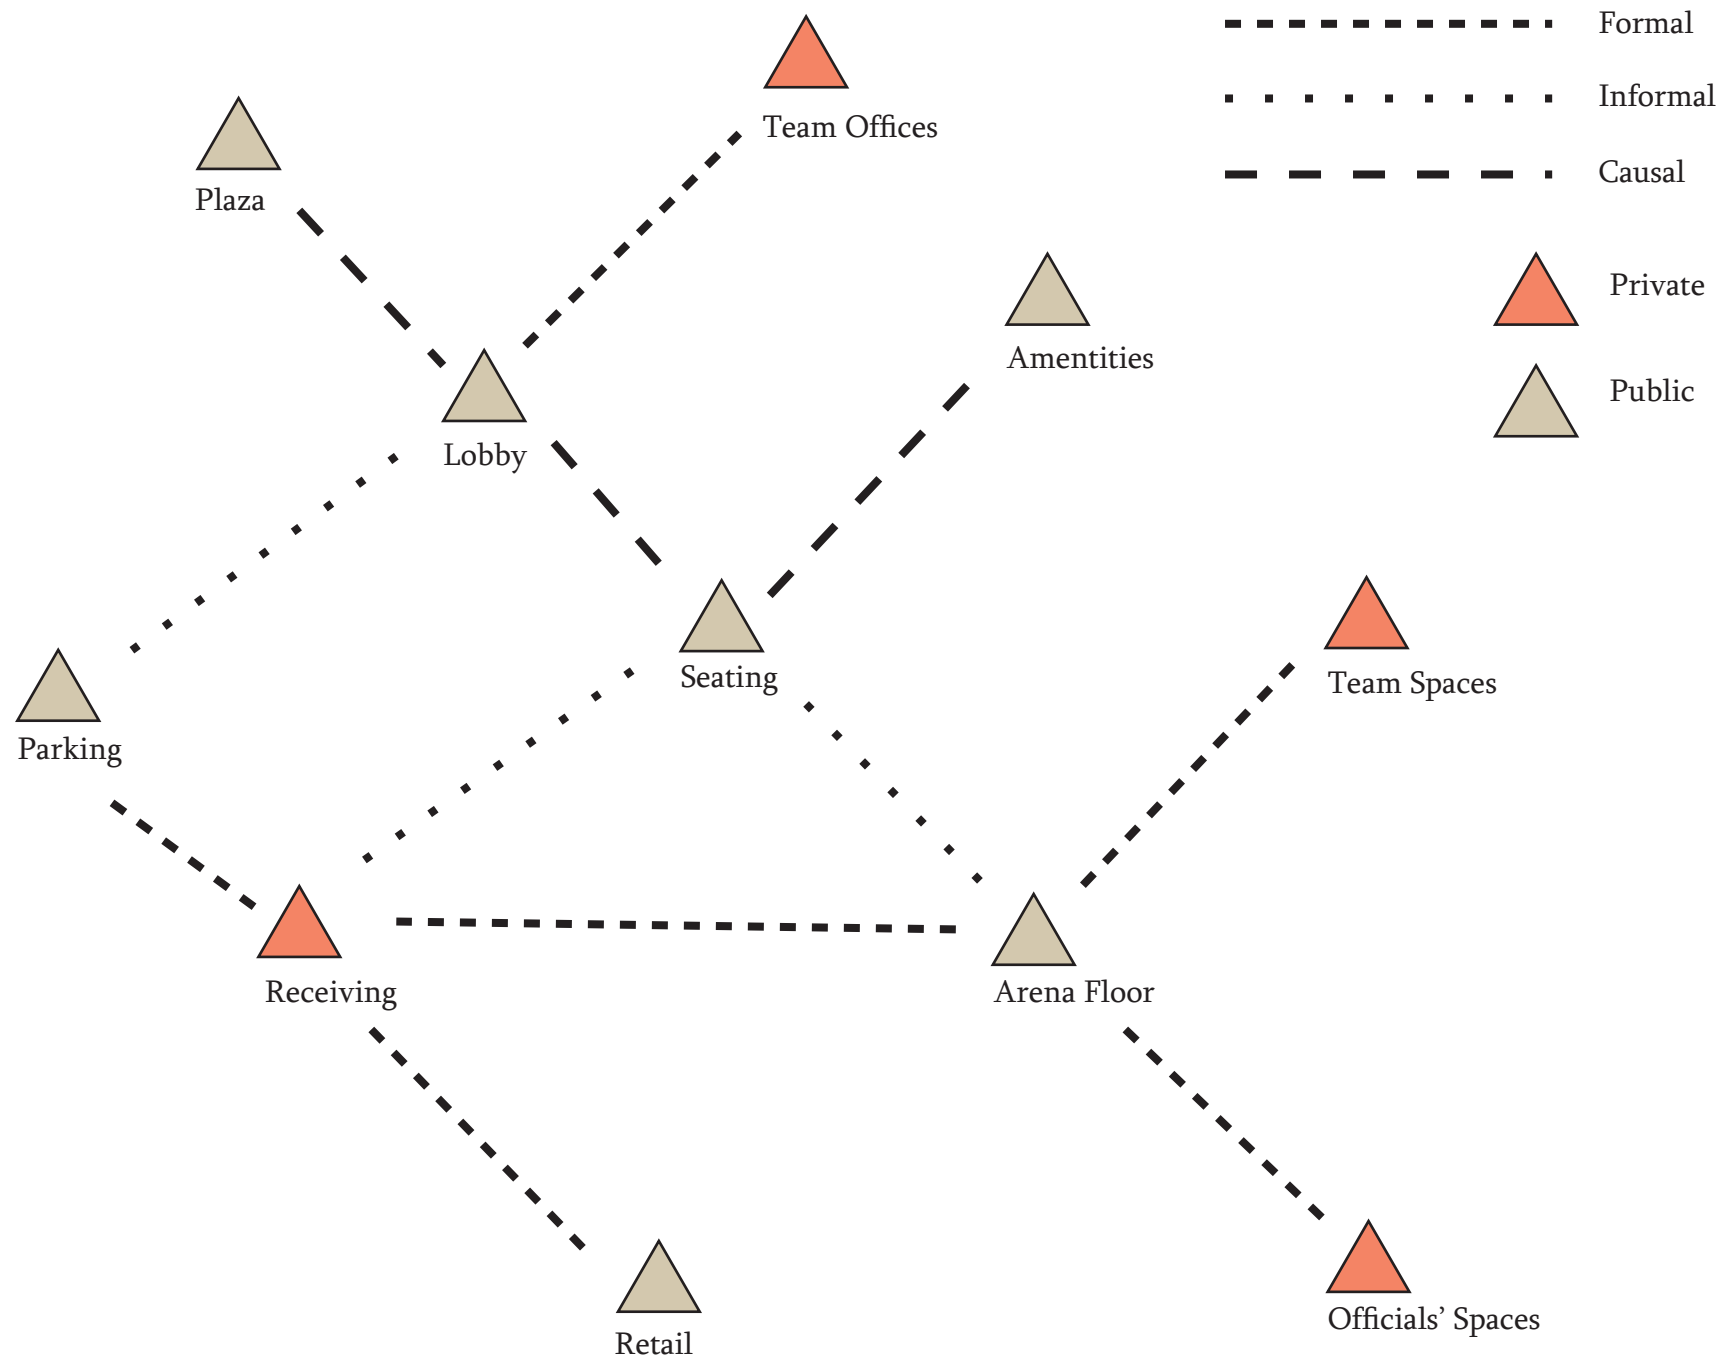 Formal
Team Offices
Informal
Causal
Plaza
Private
Amentities
Public
Lobby
Seating
Team Spaces
Parking
Receiving
Arena Floor
Officials’ Spaces
Retail